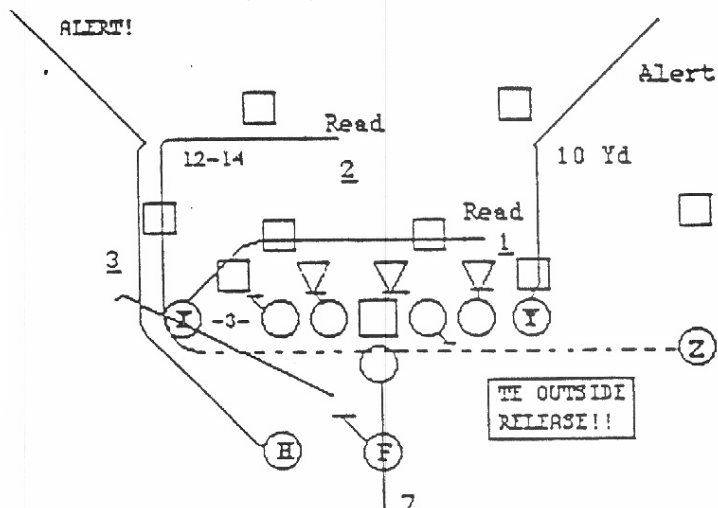 ALERT!
Alert
Read
12-14
10 Yd
2
Read
1
3
-3-
Y
Z
TE OUTSIDE
RELEASE!!
H
F
7